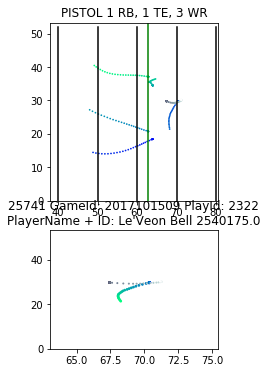 PISTOL 1 RB, 1 TE, 3 WR
50
40
30
20
10
0
40 50 60 70 80
25741 GameId: 2017101509 PlayId: 2322
PlayerName + ID: Le'Veon Bell 2540175.0
40
20
0
65.0 67.5 70.0 72.5 75.0